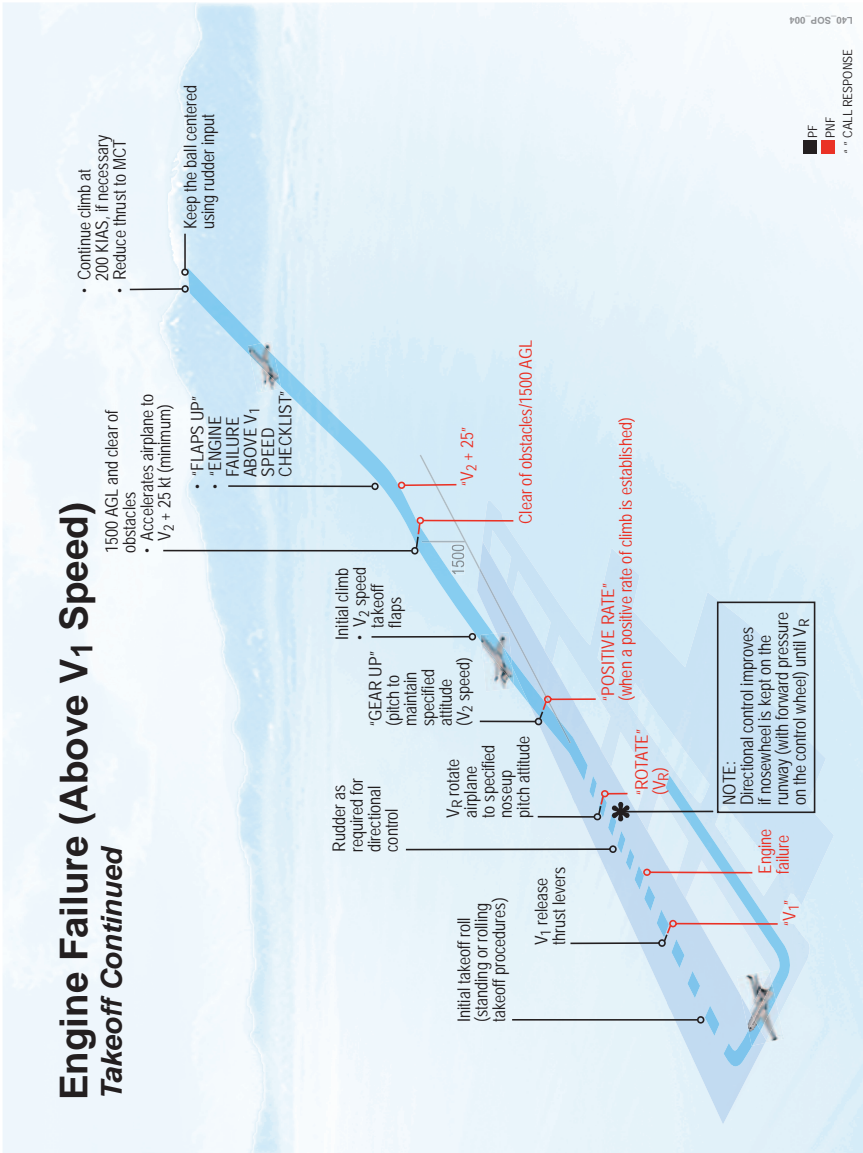 Engine Failure (Above V1 Speed)
Takeoff Continued
Initial takeoff roll
(standing or rolling
takeoff procedures)
V1 release
thrust levers
"V1"
Engine
failure
Rudder as
required for
directional
control
VR rotate
airplane
to specified
noseup
pitch attitude
"ROTATE"
(VR)
NOTE:
Directional control improves
if nosewheel is kept on the
runway (with forward pressure
on the control wheel) until VR
"GEAR UP"
(pitch to
maintain
specified
attitude
(V2 speed)
"POSITIVE RATE"
(when a positive rate of climb is established)
Initial climb
• V2 speed
takeoff
flaps
1500
1500 AGL and clear of
obstacles
• Accelerates airplane to
V2 + 25 kt (minimum)
Clear of obstacles/1500 AGL
"V2 + 25"
• "FLAPS UP"
• "ENGINE
FAILURE
ABOVE V1
SPEED
CHECKLIST"
• Continue climb at
200 KIAS, if necessary
• Reduce thrust to MCT
Keep the ball centered
using rudder input
PF
PNF
" " CALL RESPONSE
L40_SOP_004